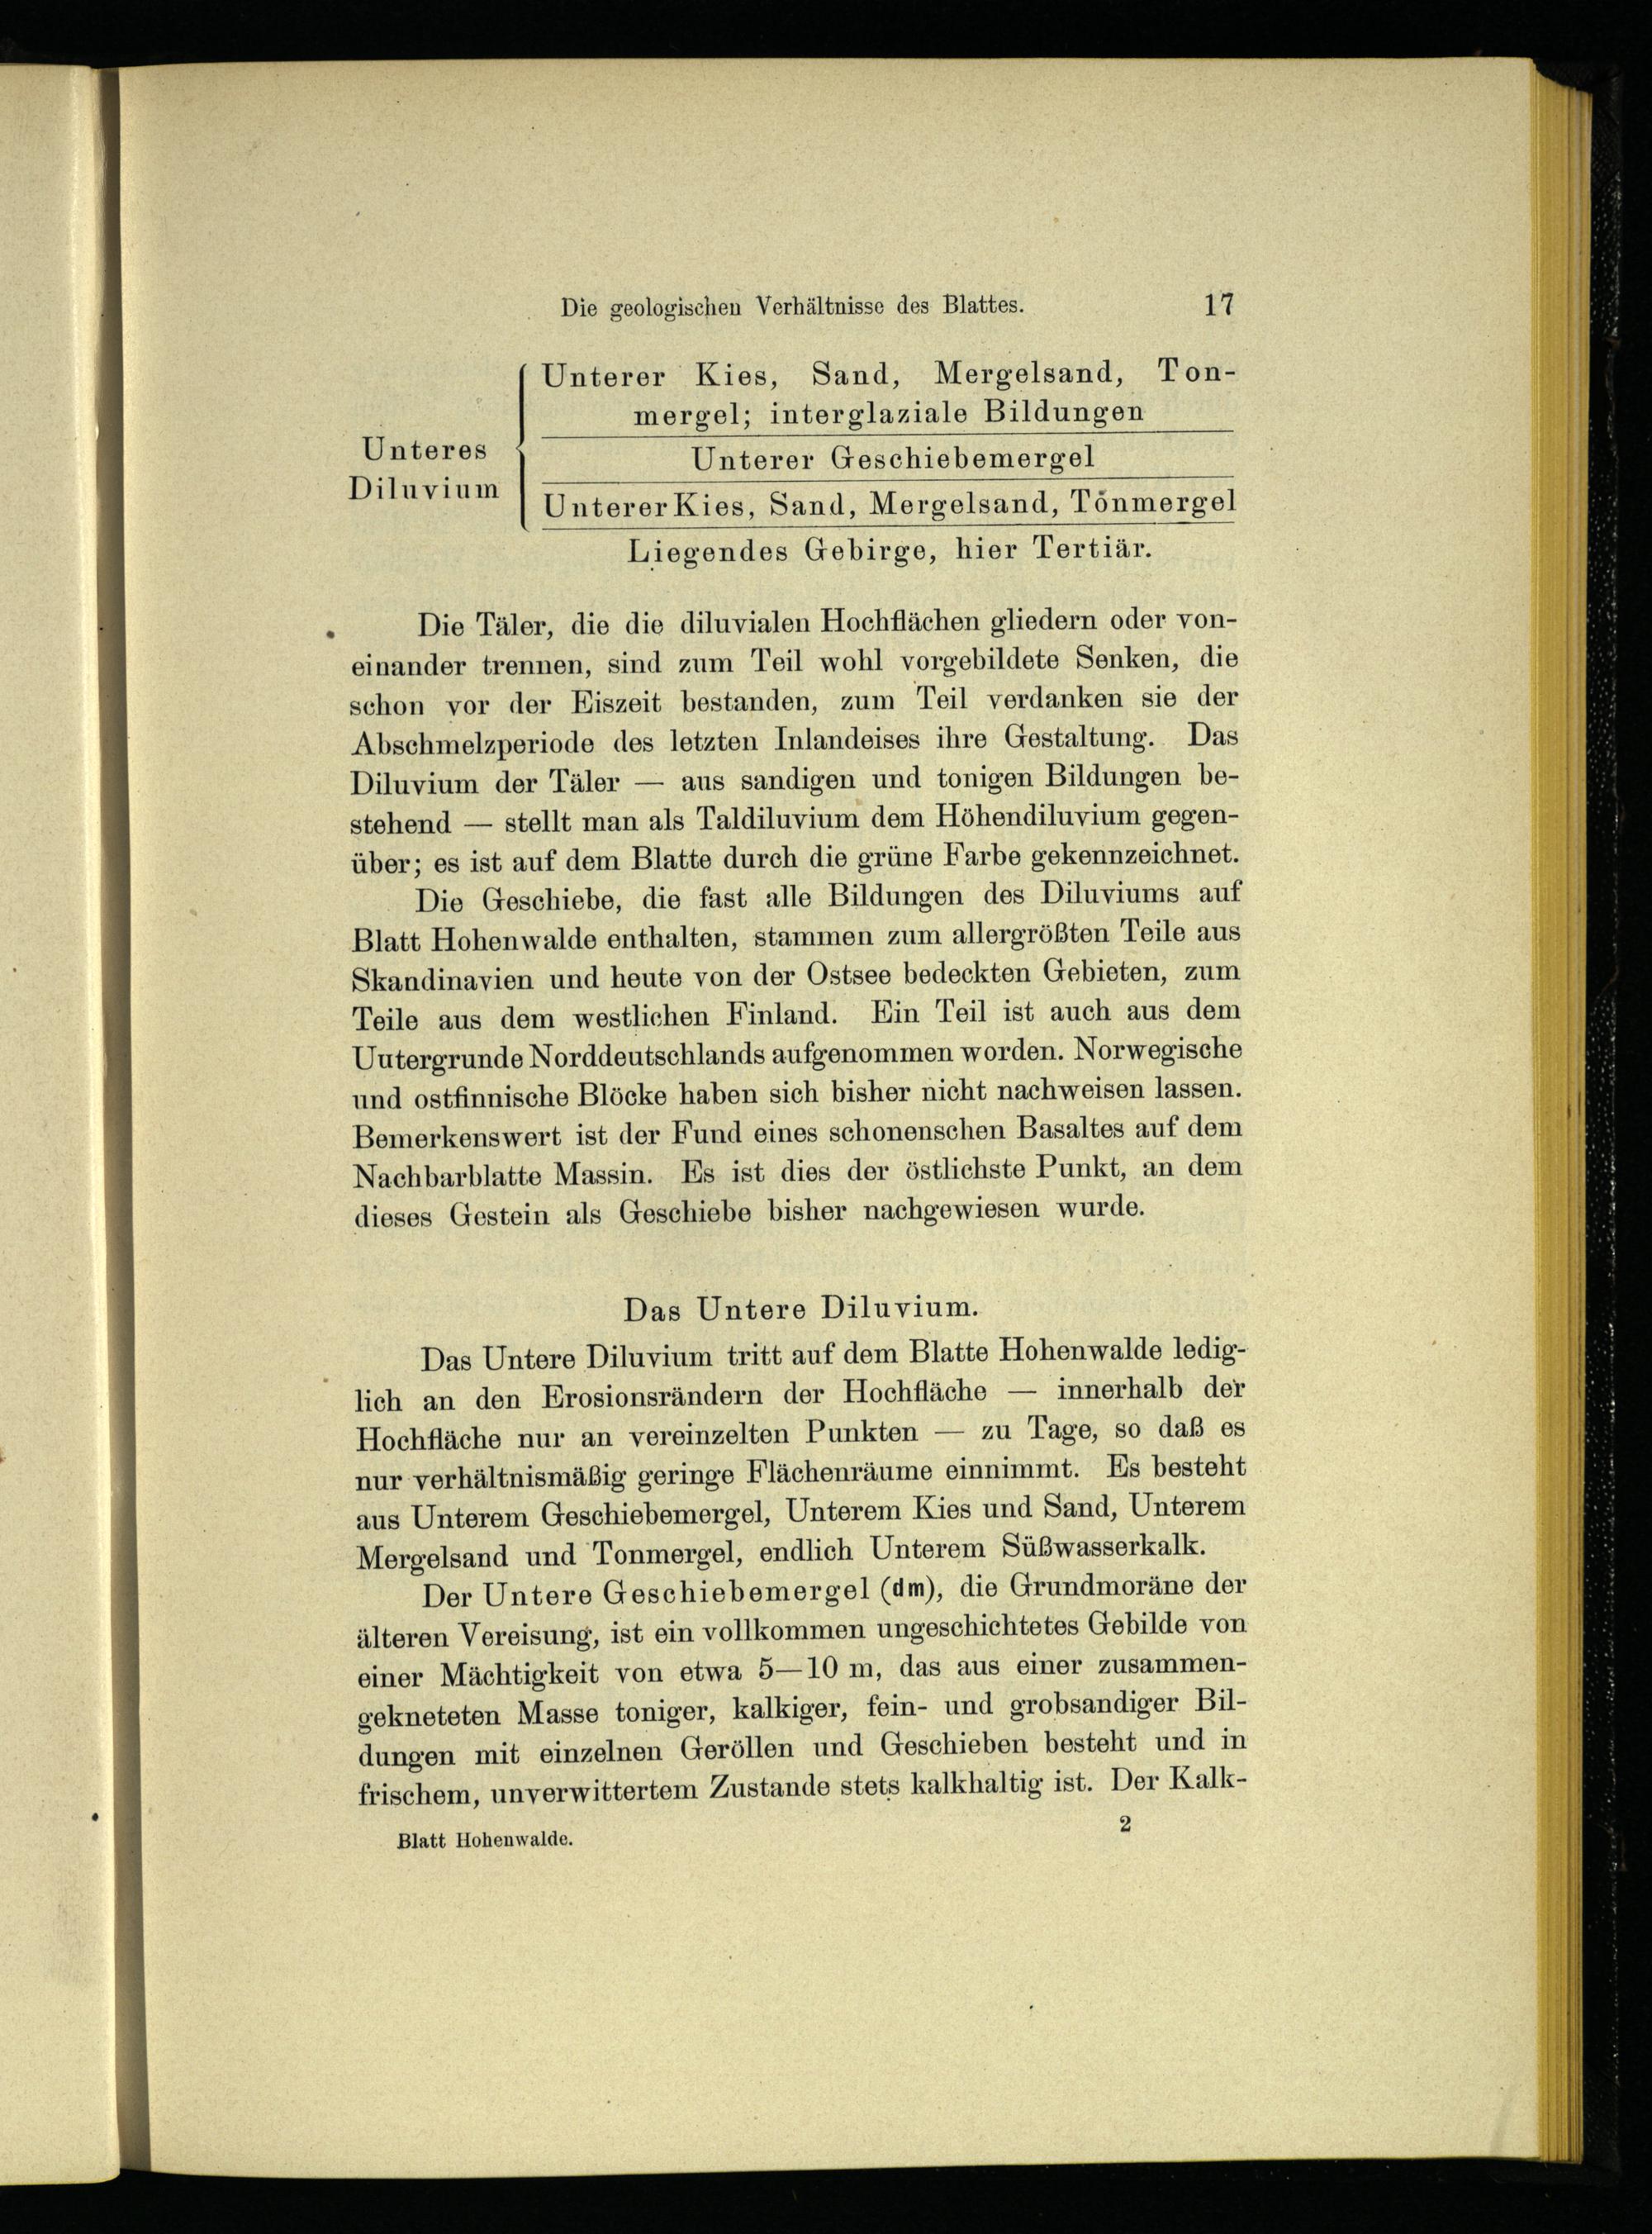 Die geologischen Verhältnisse des Blattes. 17
Unterer Kies, Sand, Mergelsand, Ton-
mergel; interglaziale Bildungen
Unteres
Diluvium
Unterer Geschiebemergel
Unterer Kies, Sand, Mergelsand, Tonmergel
Liegendes Gebirge, hier Tertiär.
Die Täler, die die diluvialen Hochflächen gliedern oder von-
einander trennen, sind zum Teil wohl vorgebildete Senken, die
schon vor der Eiszeit bestanden, zum Teil verdanken sie der
Abschmelzperiode des letzten Inlandeises ihre Gestaltung. Das
Diluvium der Täler — aus sandigen und tonigen Bildungen be-
stehend — stellt man als Taldiluvium dem Höhendiluvium gegen-
über; es ist auf dem Blatte durch die grüne Farbe gekennzeichnet.
Die Geschiebe, die fast alle Bildungen des Diluviums auf
Blatt Hohenwalde enthalten, stammen zum allergrößten Teile aus
Skandinavien und heute von der Ostsee bedeckten Gebieten, zum
Teile aus dem westlichen Finland. Ein Teil ist auch aus dem
Uutergrunde Norddeutschlands aufgenommen worden. Norwegische
und ostfinnische Blöcke haben sich bisher nicht nachweisen lassen.
Bemerkenswert ist der Fund eines schonenschen Basaltes auf dem
Nachbarblatte Massin. Es ist dies der östlichste Punkt, an dem
dieses Gestein als Geschiebe bisher nachgewiesen wurde.
Das Untere Diluvium.
Das Untere Diluvium tritt auf dem Blatte Hohenwalde ledig-
lich an den Erosionsrändern der Hochfläche — innerhalb der
Hochfläche nur an vereinzelten Punkten — zu Tage, so daß es
nur verhältnismäßig geringe Flächenräume einnimmt. Es besteht
aus Unterem Geschiebemergel, Unterem Kies und Sand, Unterem
Mergelsand und Tonmergel, endlich Unterem Süßwasserkalk.
Der Untere Geschiebemergel (dm), die Grundmoräne der
älteren Vereisung, ist ein vollkommen ungeschichtetes Gebilde von
einer Mächtigkeit von etwa 5—10 m, das aus einer zusammen-
gekneteten Masse toniger, kalkiger, fein- und grobsandiger Bil-
dungen mit einzelnen Geröllen und Geschieben besteht und in
frischem, unverwittertem Zustande stets kalkhaltig ist. Der Kalk-
Blatt Hohenwalde. 2